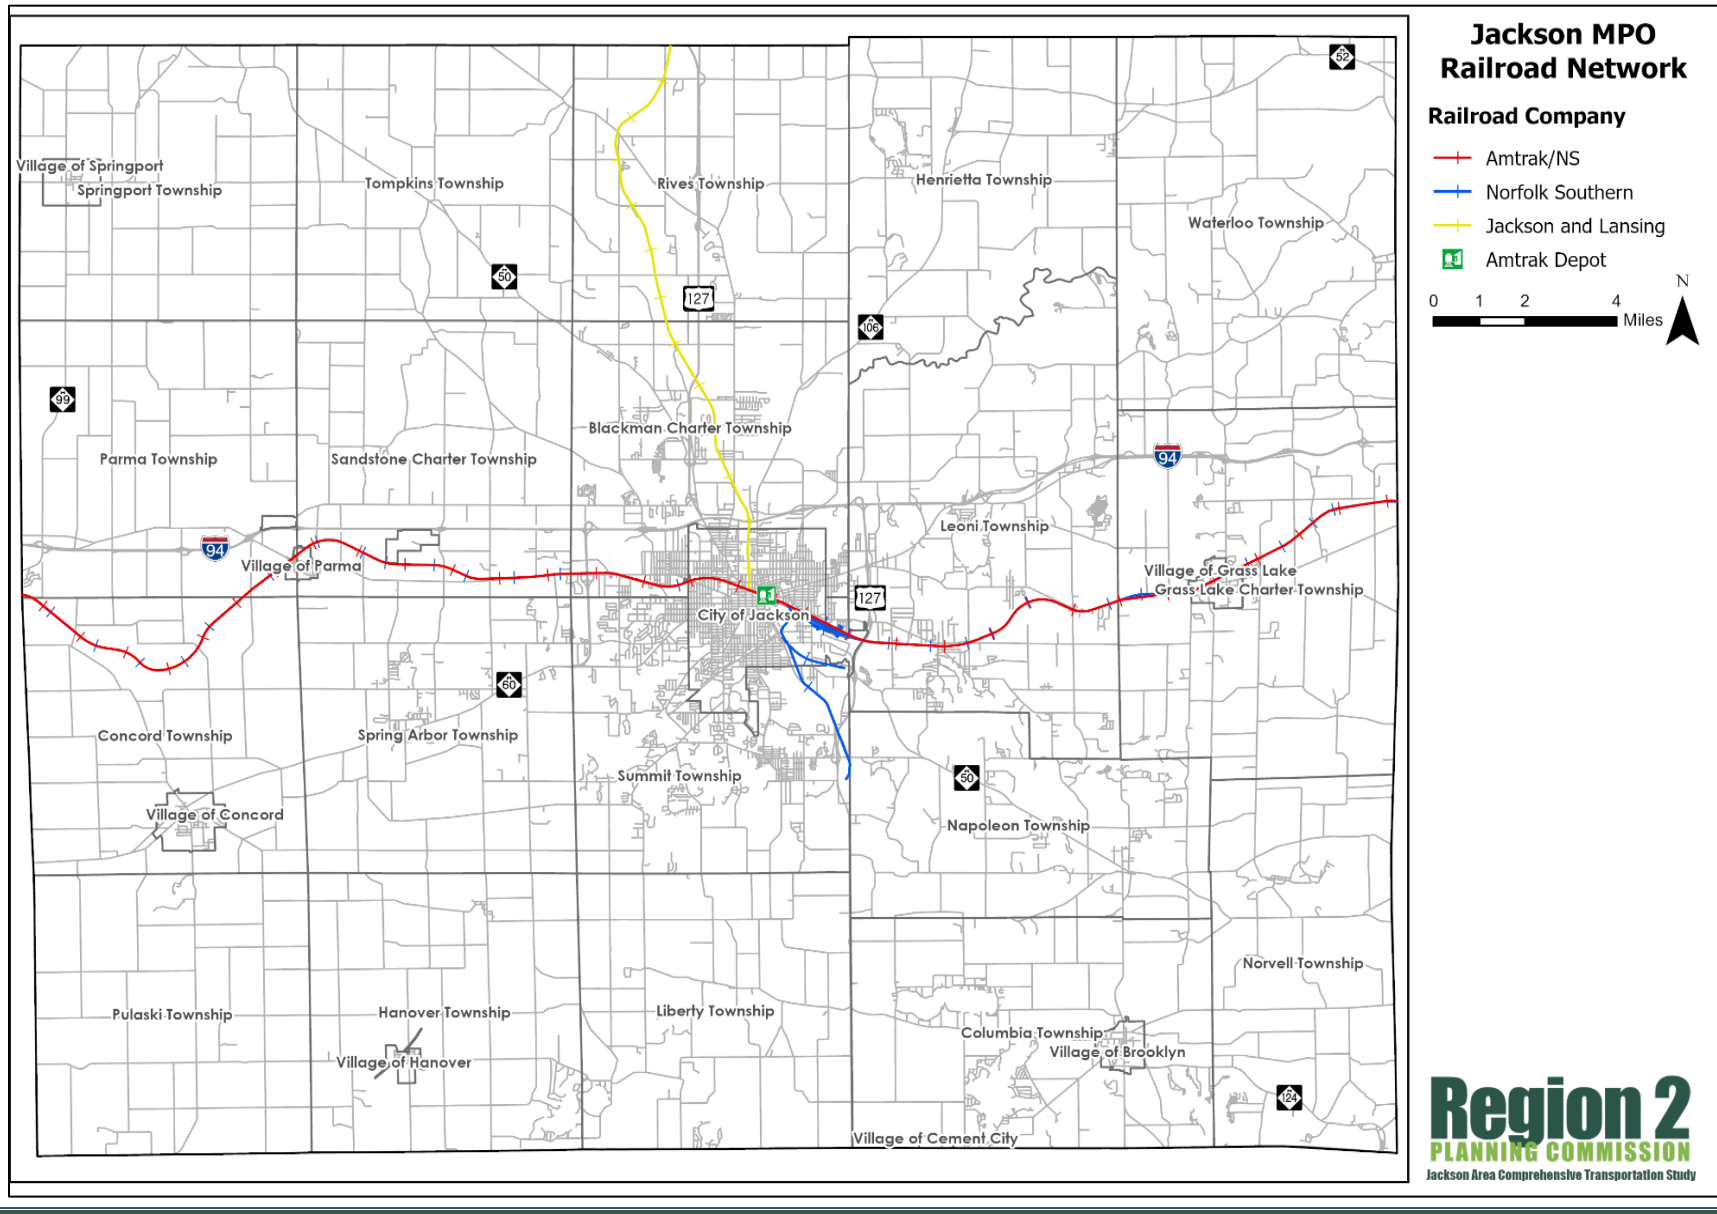 Jackson MPO
Railroad Network
Railroad Company
Amtrak/NS
Norfolk Southern
Jackson and Lansing
Amtrak Depot
N
0 1 2 4
Miles
52
Village of Springport
Springport Township
Tompkins Township
Rives Township
Henrietta Township
Waterloo Township
50
127
106
99
Blackman Charter Township
Parma Township
Sandstone Charter Township
94
Leoni Township
94
Village of Parma
Village of Grass Lake
Grass Lake Charter Township
127
City of Jackson
60
Concord Township
Spring Arbor Township
Summit Township
50
Village of Concord
Napoleon Township
Norvell Township
Pulaski Township
Hanover Township
Liberty Township
Columbia Township
Village of Brooklyn
Village of Hanover
124
Village of Cement City
Region 2
PLANNING COMMISSION
Jackson Area Comprehensive Transportation Study